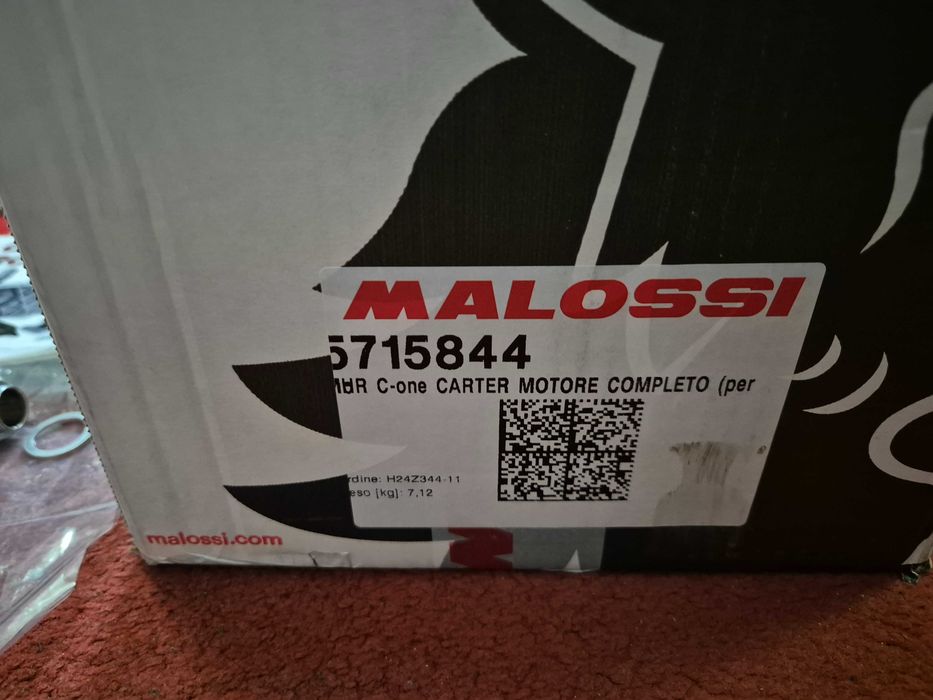 MALOSSI
5715844
MHR C-one CARTER MOTORE COMPLETO (per
rdine: H24Z344-11
eso [kg]: 7,12
malossi.com